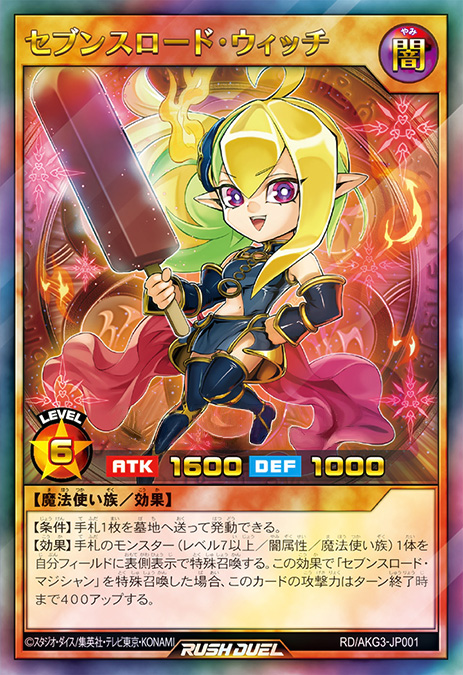 セブンスロード・ウィッチ
やみ
闇
LEVEL
6
ATK 1600 DEF 1000
【魔法使い族／効果】
【条件】手札1枚を墓地へ送って発動できる。
【効果】手札のモンスター（レベル7以上／闇属性／魔法使い族）1体を
自分フィールドに表側表示で特殊召喚する。この効果で「セブンスロード・
マジシャン」を特殊召喚した場合、このカードの攻撃力はターン終了時
まで400アップする。
©スタジオ・ダイス/集英社・テレビ東京・KONAMI
RUSH DUEL
RD/AKG3-JP001